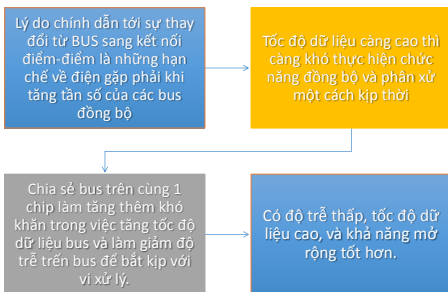 Lý do chính dẫn tới sự thay
đổi từ BUS sang kết nối
điểm-điểm là những hạn
chế về điện gặp phải khi
tăng tần số của các bus
đồng bộ
Tốc độ dữ liệu càng cao thì
càng khó thực hiện chức
năng đồng bộ và phân xử
một cách kịp thời
Chia sẻ bus trên cùng 1
chip làm tăng thêm khó
khăn trong việc tăng tốc độ
dữ liệu bus và làm giảm độ
trễ trên bus để bắt kịp với
vi xử lý.
Có độ trễ thấp, tốc độ dữ
liệu cao, và khả năng mở
rộng tốt hơn.